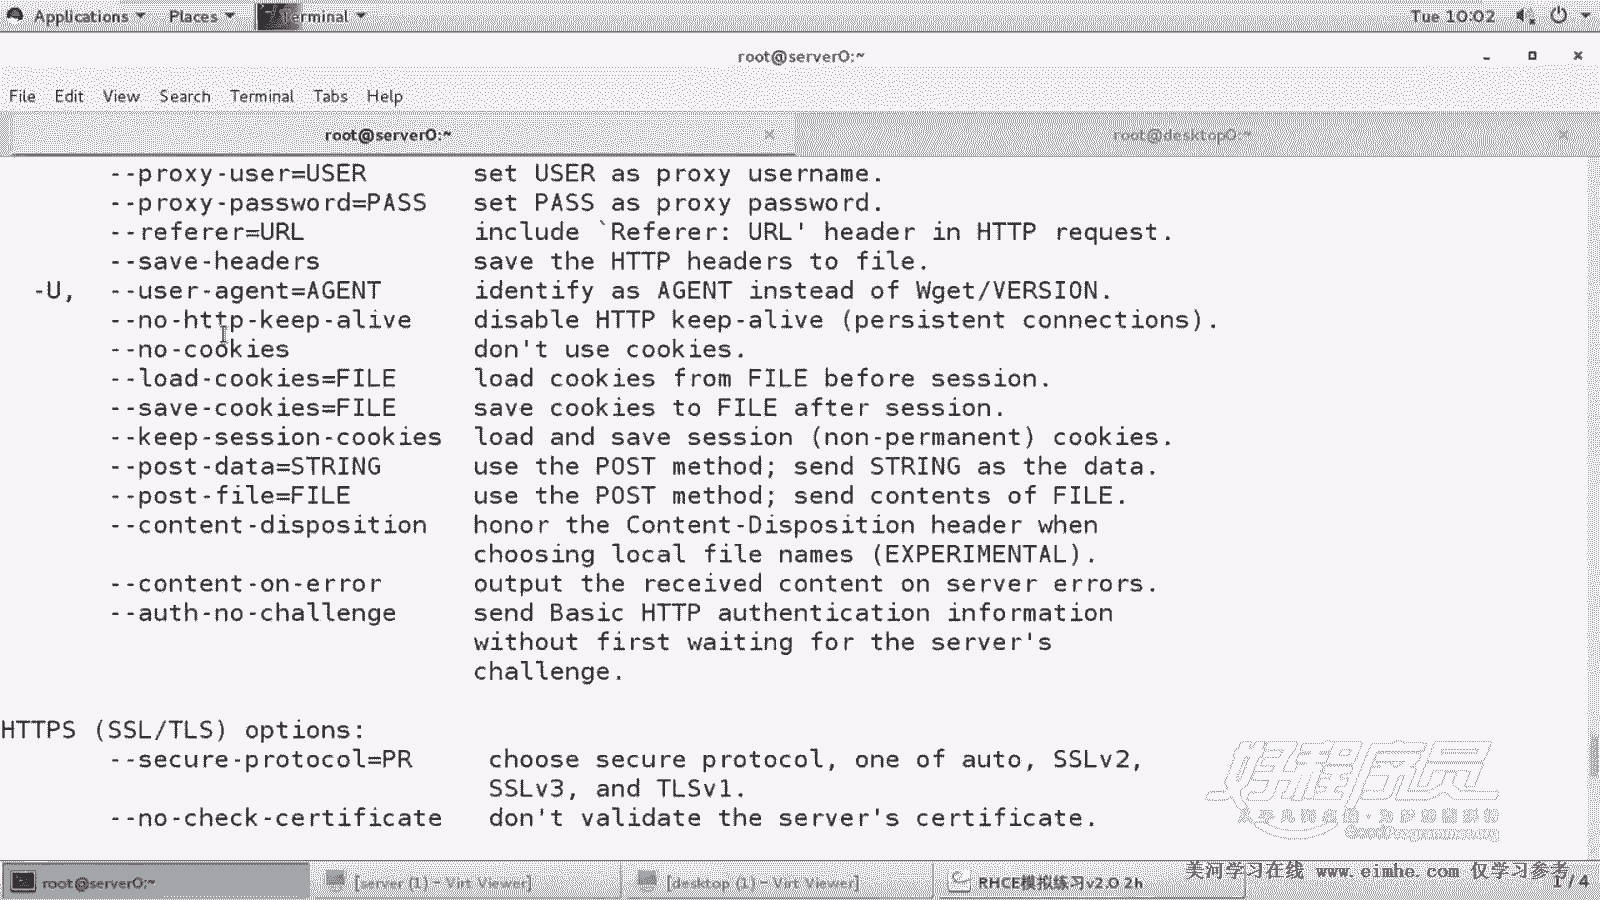 Applications Places Terminal Tue 10:02
root@server0:~
File Edit View Search Terminal Tabs Help
root@server0:~ root@desktop0:~
--proxy-user=USER set USER as proxy username.
--proxy-password=PASS set PASS as proxy password.
--referer=URL include `Referer: URL' header in HTTP request.
--save-headers save the HTTP headers to file.
-U, --user-agent=AGENT identify as AGENT instead of Wget/VERSION.
--no-http-keep-alive disable HTTP keep-alive (persistent connections).
--no-cookies don't use cookies.
--load-cookies=FILE load cookies from FILE before session.
--save-cookies=FILE save cookies to FILE after session.
--keep-session-cookies load and save session (non-permanent) cookies.
--post-data=STRING use the POST method; send STRING as the data.
--post-file=FILE use the POST method; send contents of FILE.
--content-disposition honor the Content-Disposition header when
choosing local file names (EXPERIMENTAL).
--content-on-error output the received content on server errors.
--auth-no-challenge send Basic HTTP authentication information
without first waiting for the server's
challenge.
HTTPS (SSL/TLS) options:
--secure-protocol=PR choose secure protocol, one of auto, SSLv2,
SSLv3, and TLSv1.
--no-check-certificate don't validate the server's certificate.
好程序员
root@server0:~ [server (1) - Virt Viewer] [desktop (1) - Virt Viewer] RHCE模拟练习v2.0 2h 1 / 4
美河学习在线 www.eimhe.com 仅学习参考